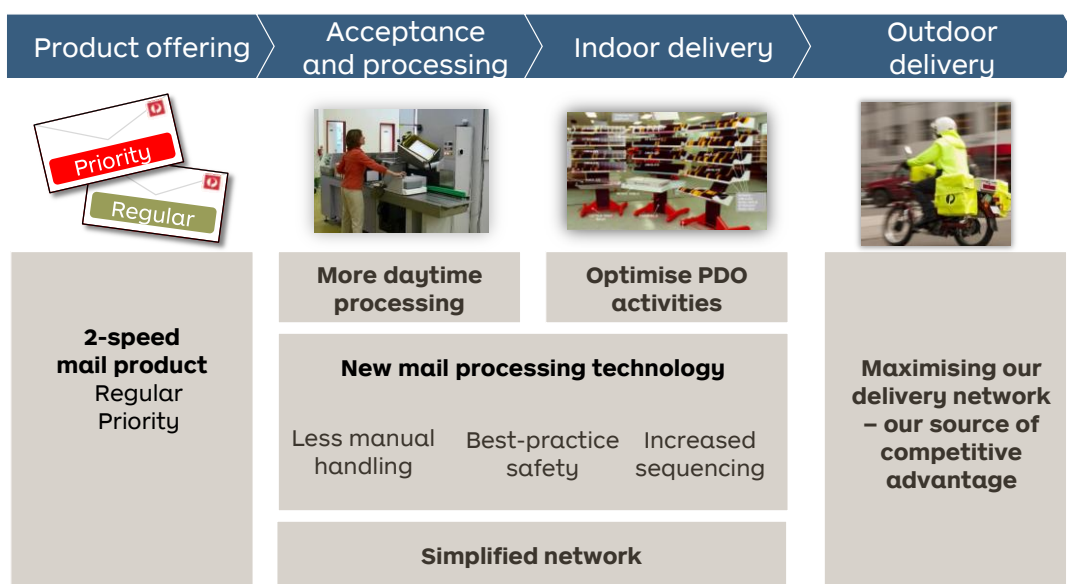 Product offering
Acceptance
and processing
Indoor delivery
Outdoor
delivery
Priority
Regular
2-speed
mail product
Regular
Priority
More daytime
processing
Optimise PDO
activities
New mail processing technology
Less manual
handling
Best-practice
safety
Increased
sequencing
Simplified network
Maximising our
delivery network
– our source of
competitive
advantage